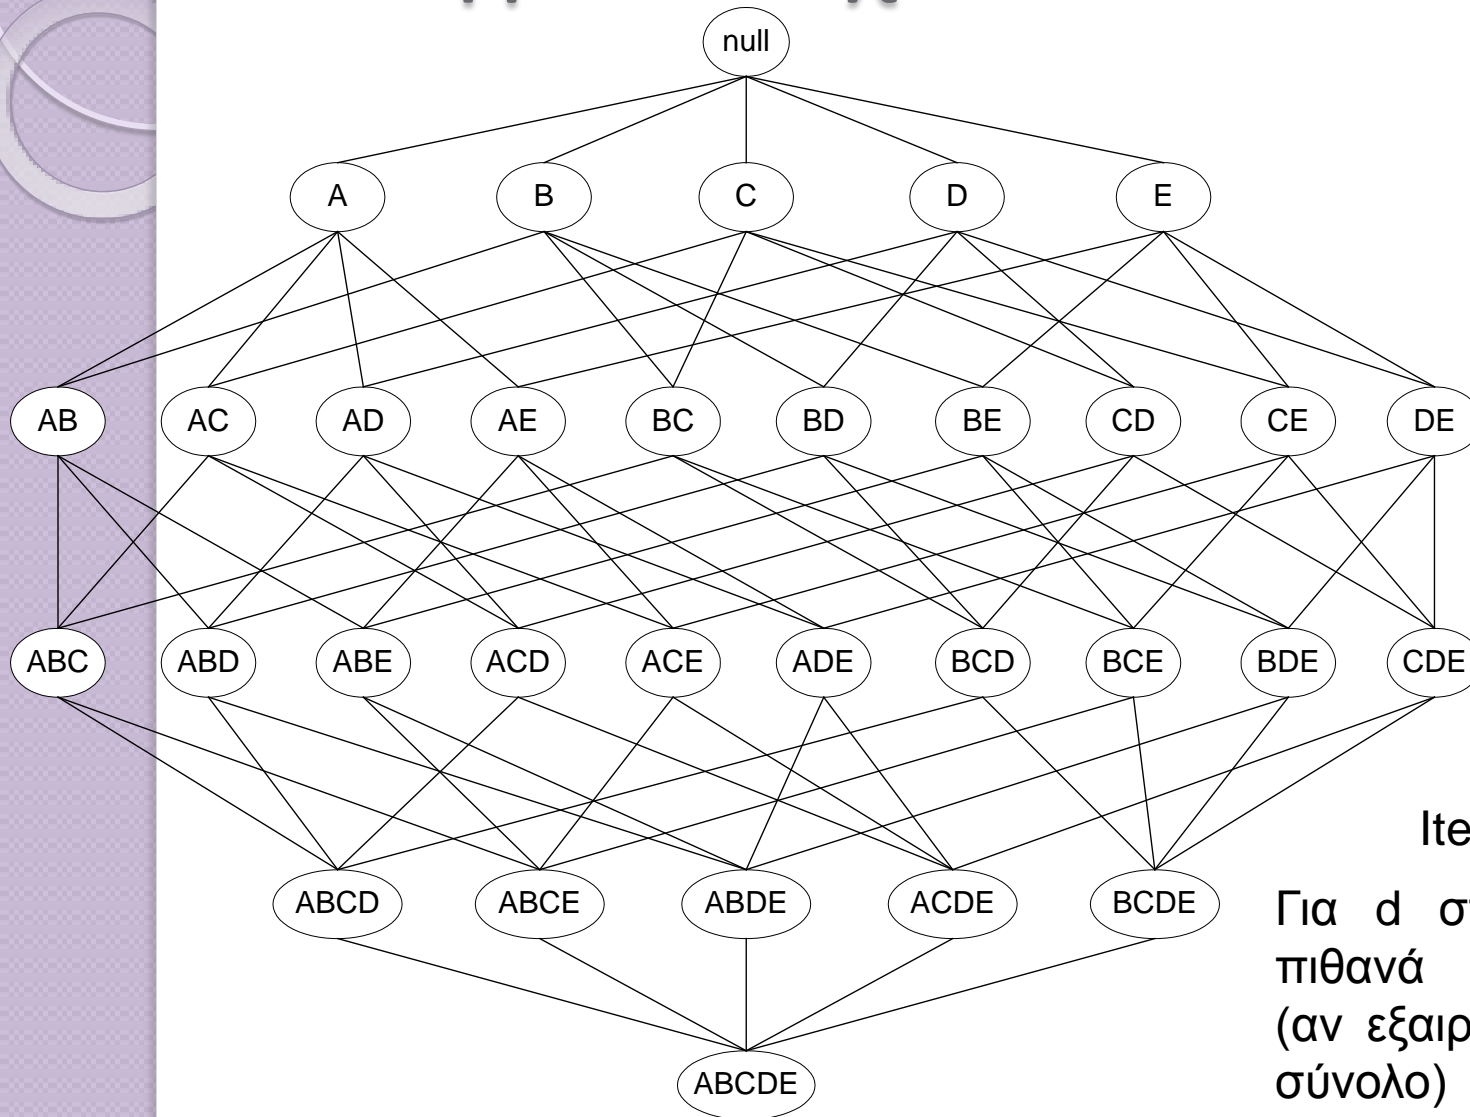 null
A B C D E
AB AC AD AE BC BD BE CD CE DE
ABC ABD ABE ACD ACE ADE BCD BCE BDE CDE
ABCD ABCE ABDE ACDE BCDE
ABCDE
Ite
Για d
πιθανά
(αν εξαιρ
σύνολο)